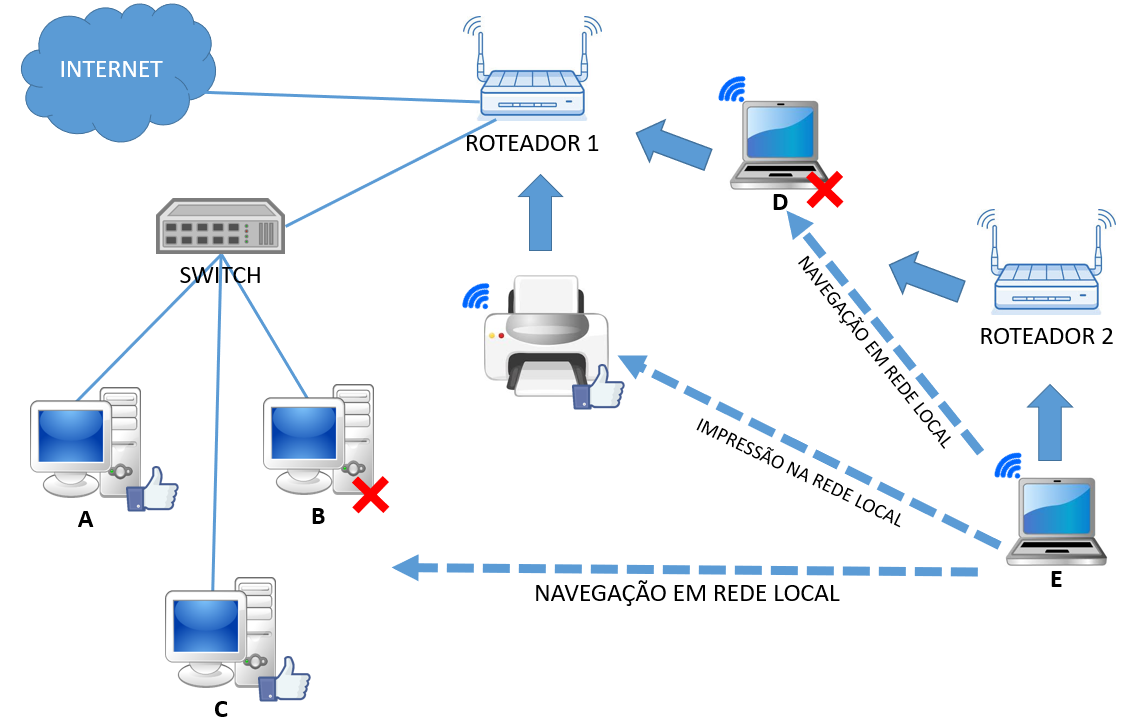 INTERNET
ROTEADOR 1
D
SWITCH
NAVEGAÇÃO EM REDE LOCAL
ROTEADOR 2
IMPRESSÃO NA REDE LOCAL
A
B
E
NAVEGAÇÃO EM REDE LOCAL
C